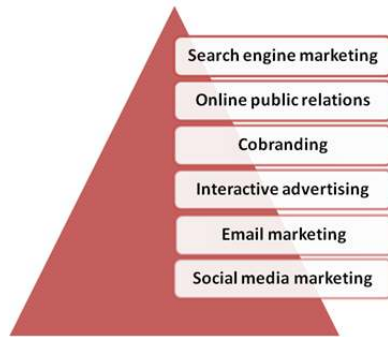 Search engine marketing
Online public relations
Cobranding
Interactive advertising
Email marketing
Social media marketing